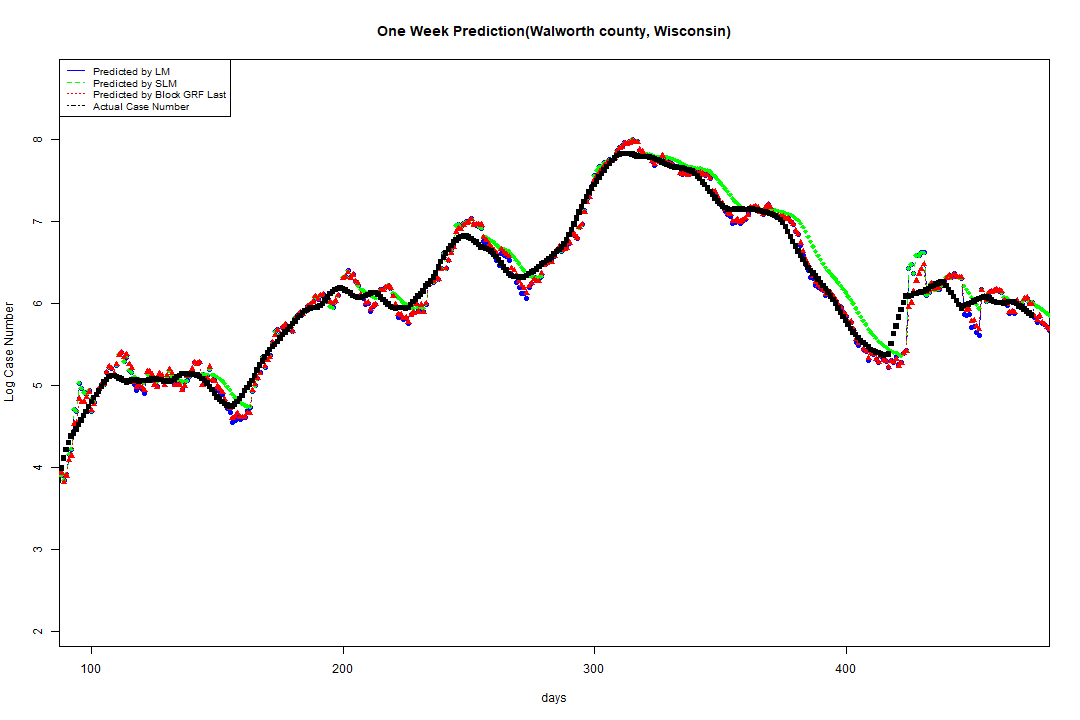 One Week Prediction(Walworth county, Wisconsin)
Predicted by LM
Predicted by SLM
Predicted by Block GRF Last
Actual Case Number
8
7
6
5
4
3
2
Log Case Number
100 200 300 400
days